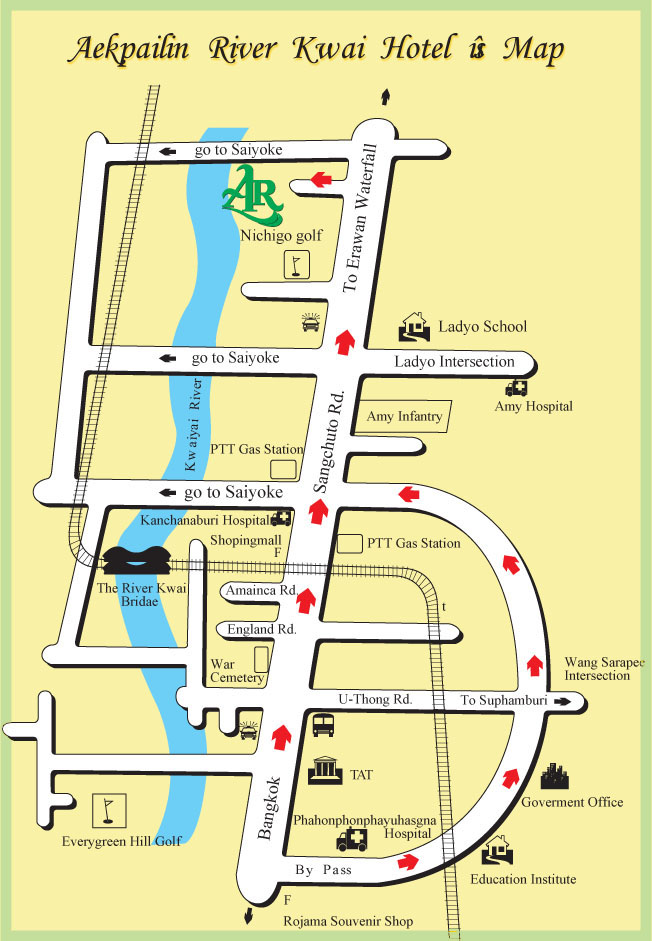 Aekpailin River Kwai Hotel îs Map
go to Saiyoke
To Erawan Waterfall
AR
Nichigo golf
Ladyo School
go to Saiyoke
Ladyo Intersection
Kwaiyai River
Sangchuto Rd.
Amy Hospital
Amy Infantry
PTT Gas Station
go to Saiyoke
Kanchanaburi Hospital
Shopingmall
F
PTT Gas Station
The River Kwai
Bridae
Amainca Rd.
t
England Rd.
War
Cemetery
Wang Sarapee
Intersection
U-Thong Rd.
To Suphamburi
TAT
Bangkok
Goverment Office
Phahonphonphayuhasgna
Hospital
Everygreen Hill Golf
By Pass
Education Institute
F
Rojama Souvenir Shop